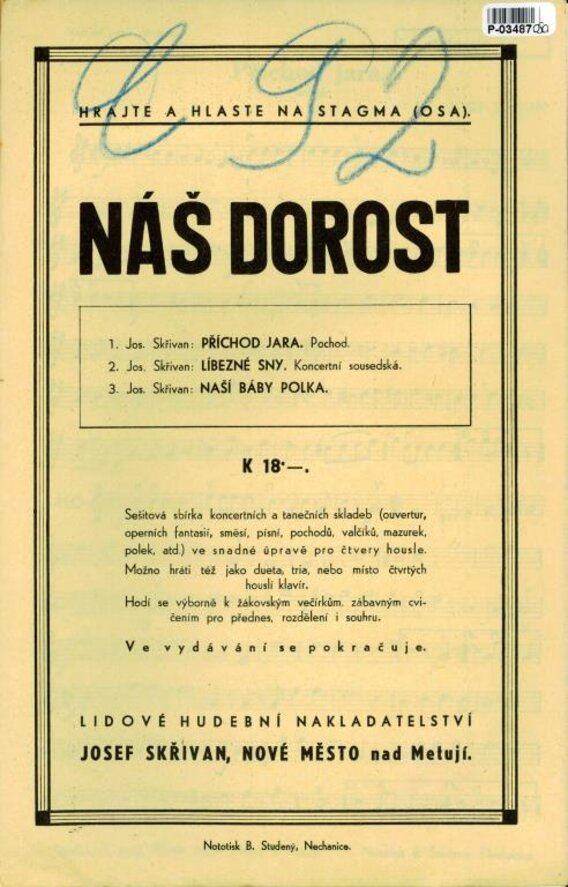 P-03487
HRAJTE A HLASTE NA STAGMA (OSA).
NÁŠ DOROST
1. Jos. Skřivan: PŘÍCHOD JARA. Pochod.
2. Jos. Skřivan: LÍBEZNÉ SNY. Koncertní sousedská.
3. Jos. Skřivan: NAŠÍ BÁBY POLKA.
K 18·—.
Sešitová sbírka koncertních a tanečních skladeb (ouvertur,
operních fantasií, směsí, písní, pochodů, valčíků, mazurek,
polek, atd.) ve snadné úpravě pro čtvery housle.
Možno hráti též jako dueta, tria, nebo místo čtvrtých
houslí klavír.
Hodí se výborně k žákovským večírkům. zábavným cvi-
čením pro přednes, rozdělení i souhru.
Ve vydávání se pokračuje.
LIDOVÉ HUDEBNÍ NAKLADATELSTVÍ
JOSEF SKŘIVAN, NOVÉ MĚSTO nad Metují.
Nototisk B. Studený, Nechanice.